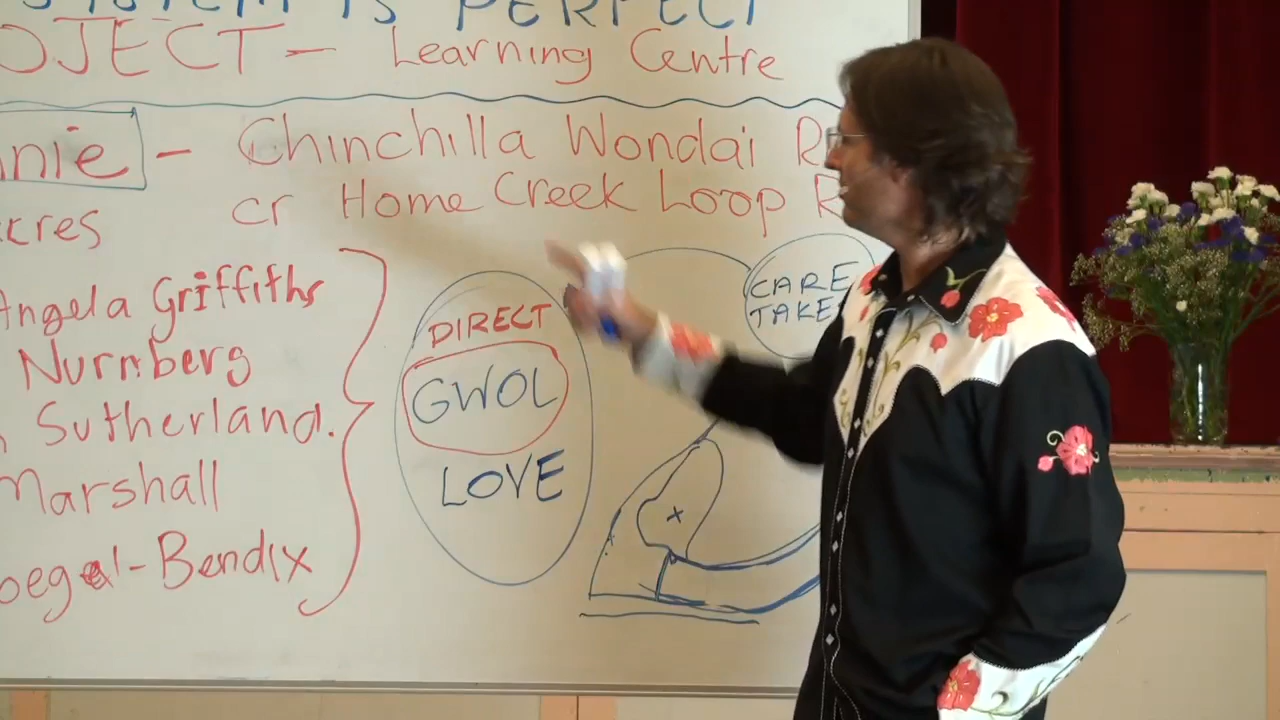 SYSTEM IS PERFECT
OJECT - Learning Centre
nie - Chinchilla Wondai R
cres cr Home Creek Loop R
Angela Griffiths
Nurnberg
Sutherland.
Marshall
oegel-Bendix
DIRECT
GWOL
LOVE
CARE
TAKE
x